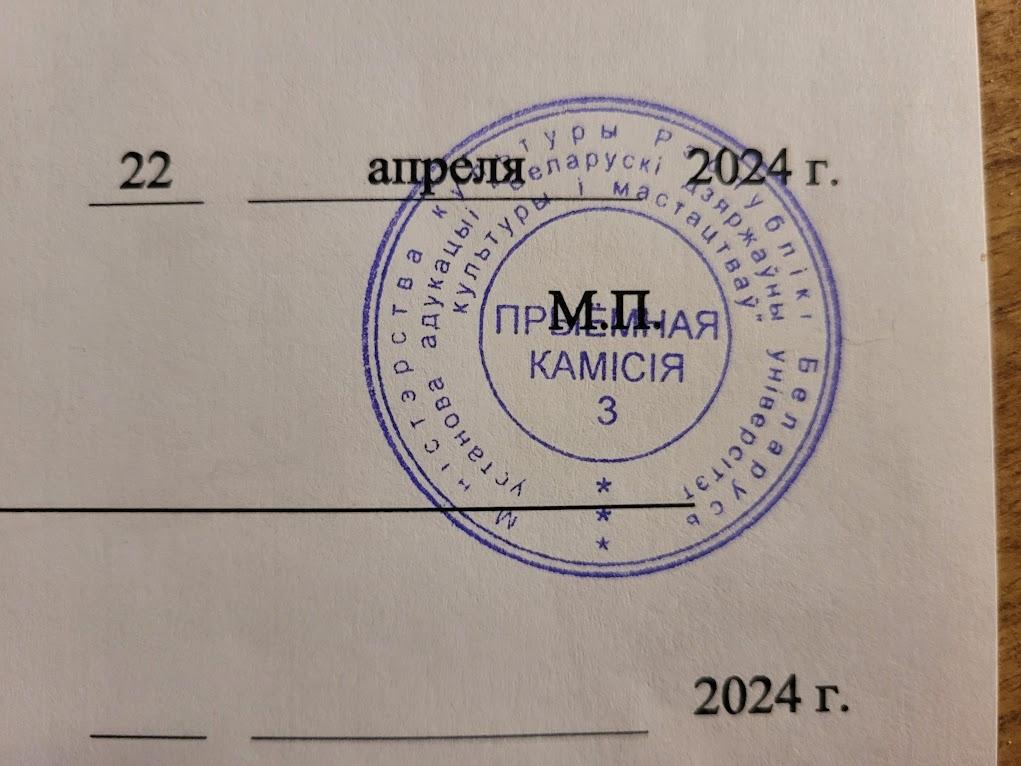 22 апреля 2024 г.
Міністэрства культуры Рэспублікі Беларусь
установа адукацыі "Беларускі дзяржаўны універсітэт
культуры і мастацтваў"
М.П.
ПРЫЁМНАЯ
КАМІСІЯ
3
* * *
2024 г.